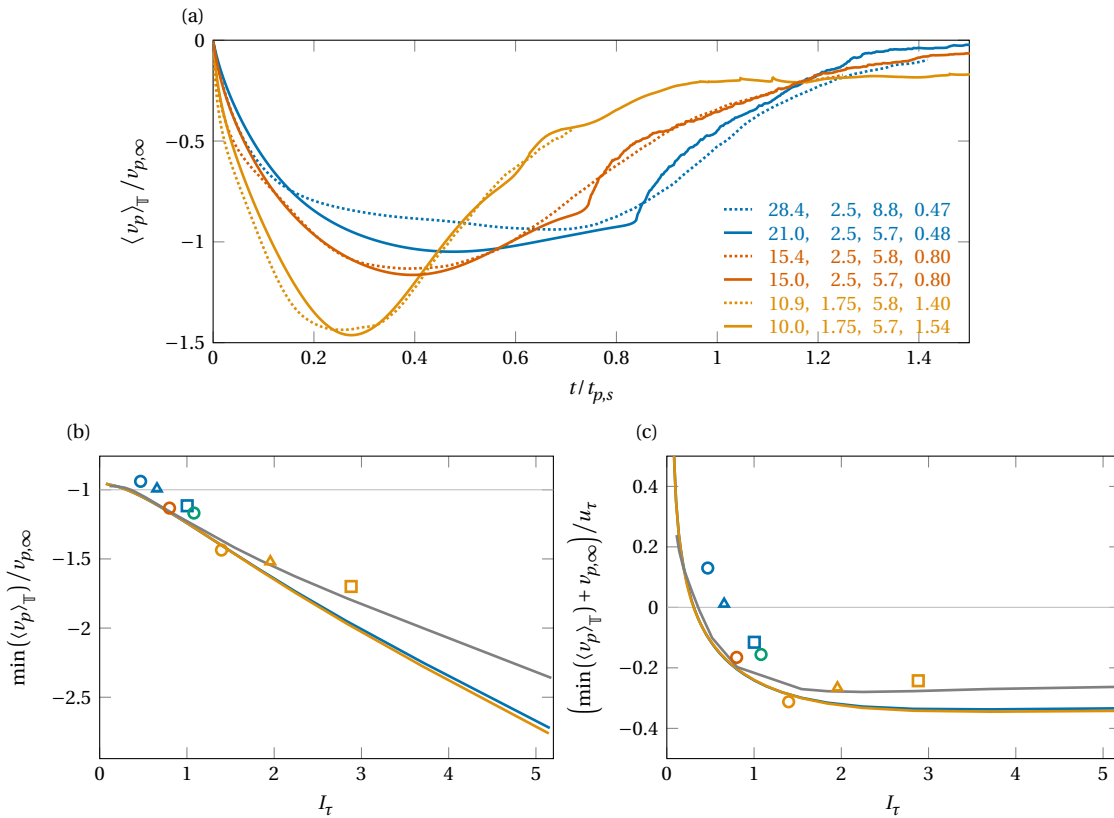 (a)
0
−0.5
−1
−1.5
⟨v_p⟩_𝕋 / v_{p,∞}
28.4, 2.5, 8.8, 0.47
21.0, 2.5, 5.7, 0.48
15.4, 2.5, 5.8, 0.80
15.0, 2.5, 5.7, 0.80
10.9, 1.75, 5.8, 1.40
10.0, 1.75, 5.7, 1.54
0 0.2 0.4 0.6 0.8 1 1.2 1.4
t/t_{p,s}
(b)
−1
−1.5
−2
−2.5
min(⟨v_p⟩_𝕋) / v_{p,∞}
0 1 2 3 4 5
I_τ
(c)
0.4
0.2
0
−0.2
−0.4
(min(⟨v_p⟩_𝕋) + v_{p,∞}) / u_τ
0 1 2 3 4 5
I_τ